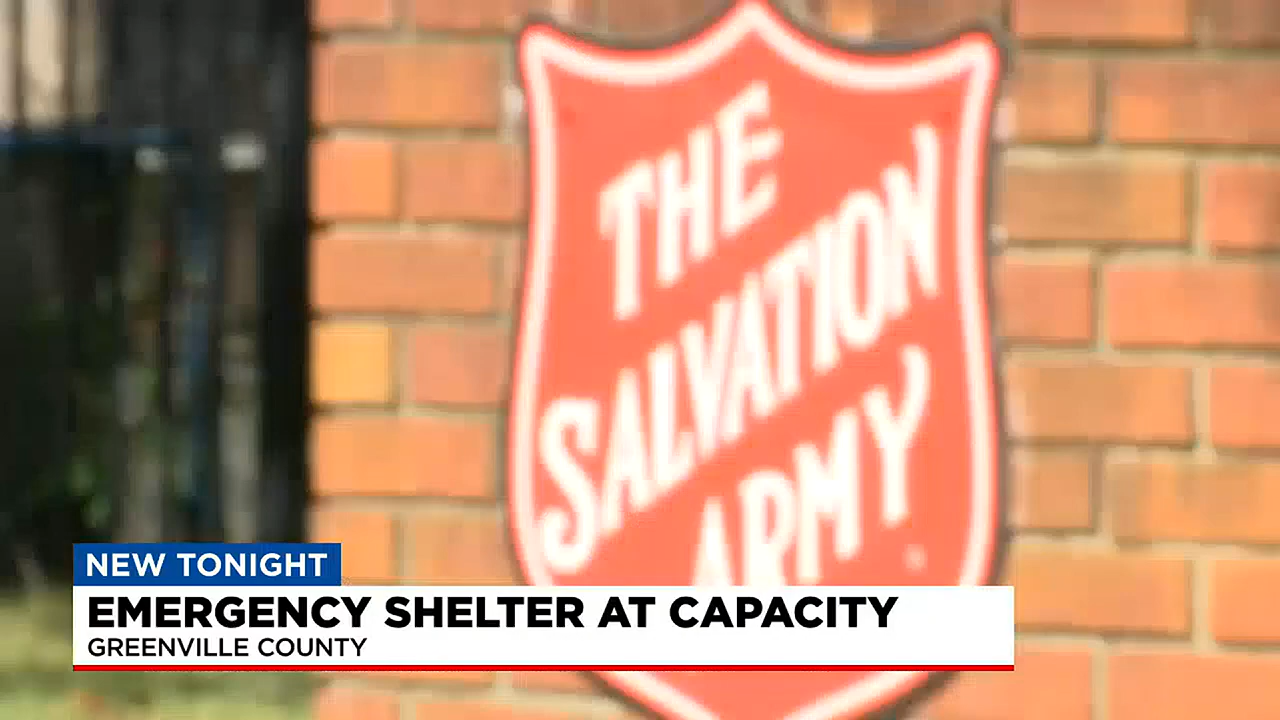 THE
SALVATION
ARMY
NEW TONIGHT
EMERGENCY SHELTER AT CAPACITY
GREENVILLE COUNTY